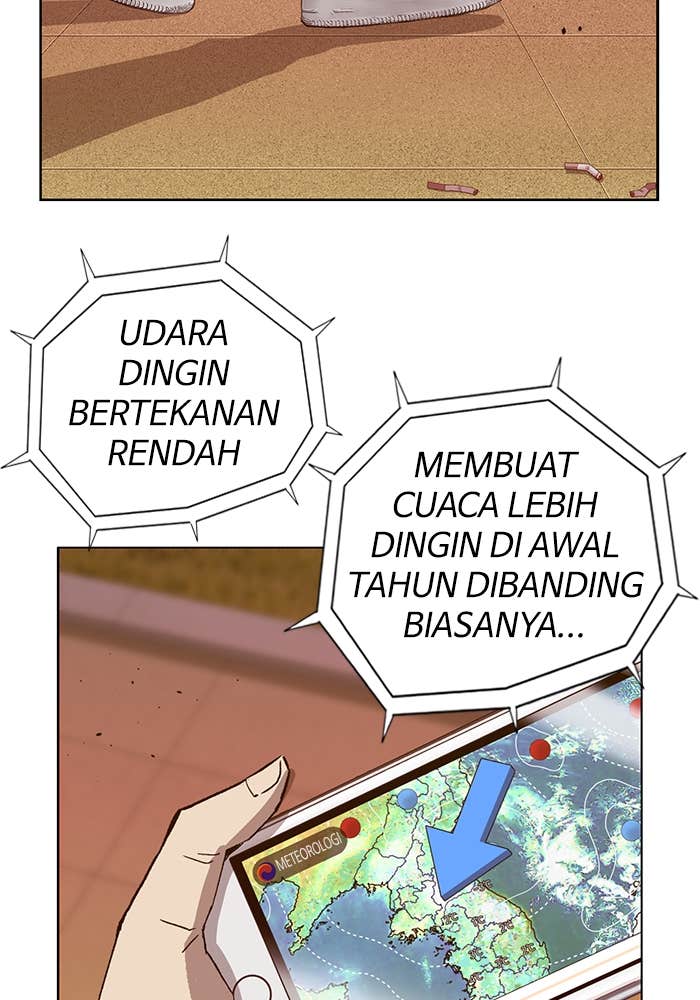 UDARA
DINGIN
BERTEKANAN
RENDAH
MEMBUAT
CUACA LEBIH
DINGIN DI AWAL
TAHUN DIBANDING
BIASANYA...
METEOROLOGI